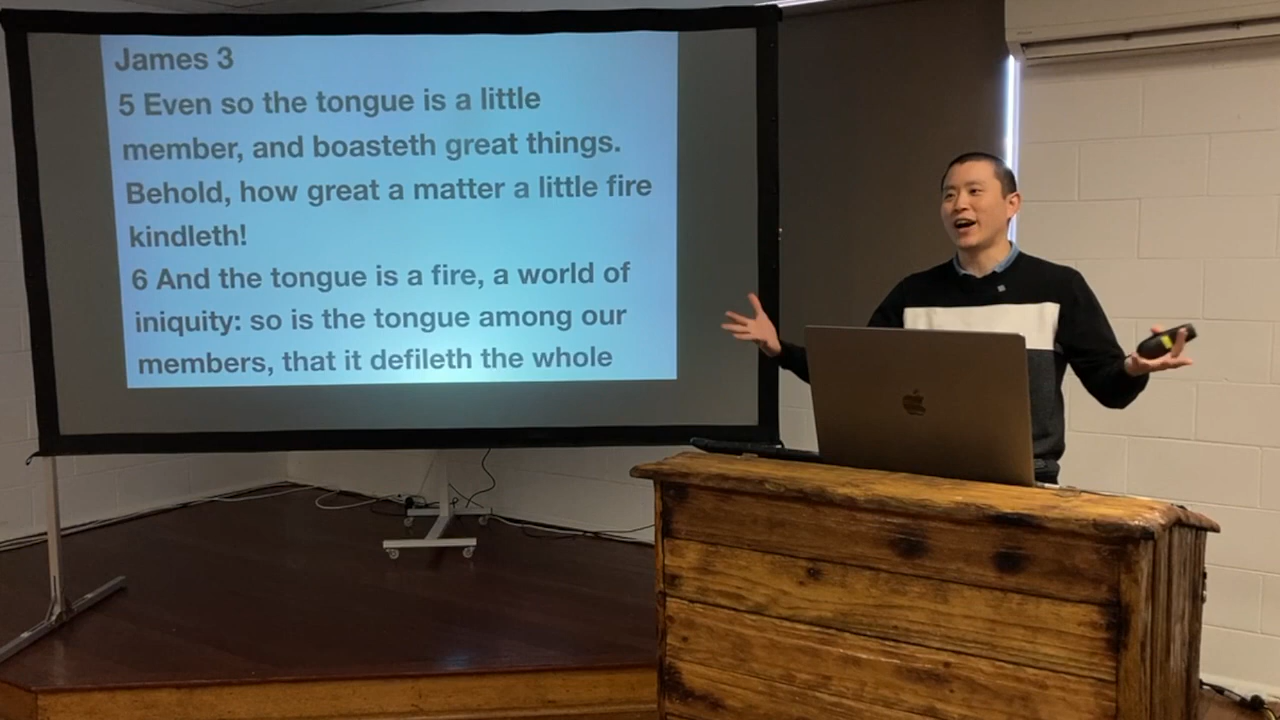 James 3
5 Even so the tongue is a little
member, and boasteth great things.
Behold, how great a matter a little fire
kindleth!
6 And the tongue is a fire, a world of
iniquity: so is the tongue among our
members, that it defileth the whole